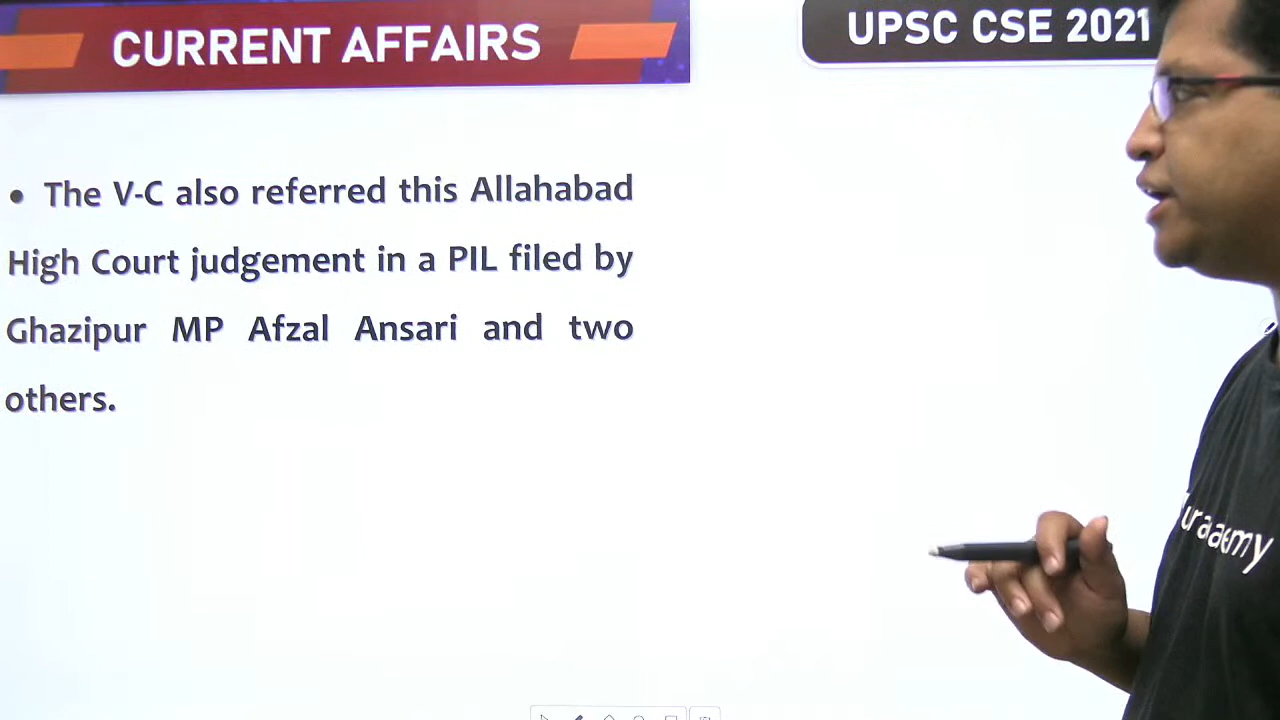 CURRENT AFFAIRS
UPSC CSE 2021
• The V-C also referred this Allahabad
High Court judgement in a PIL filed by
Ghazipur MP Afzal Ansari and two
others.